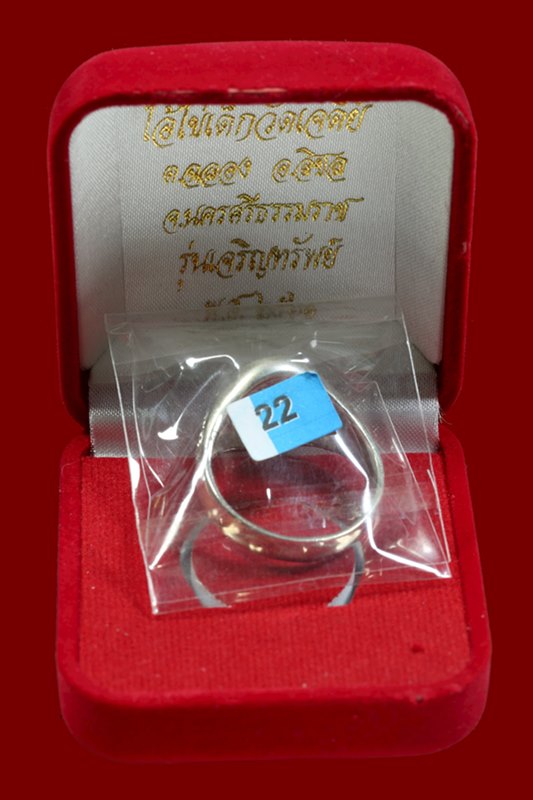 ไอ้ไข่เด็กวัดเจดีย์
ต.ฉลอง อ.สิชล
จ.นครศรีธรรมราช
รุ่นเจริญทรัพย์
22